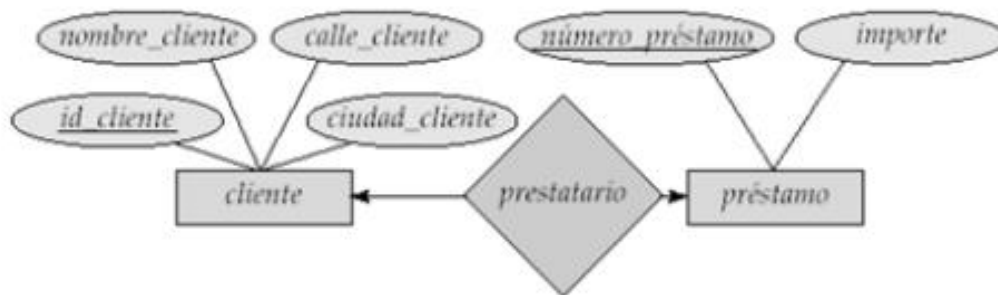 nombre_cliente
calle_cliente
número_préstamo
importe
id_cliente
ciudad_cliente
cliente
prestatario
préstamo